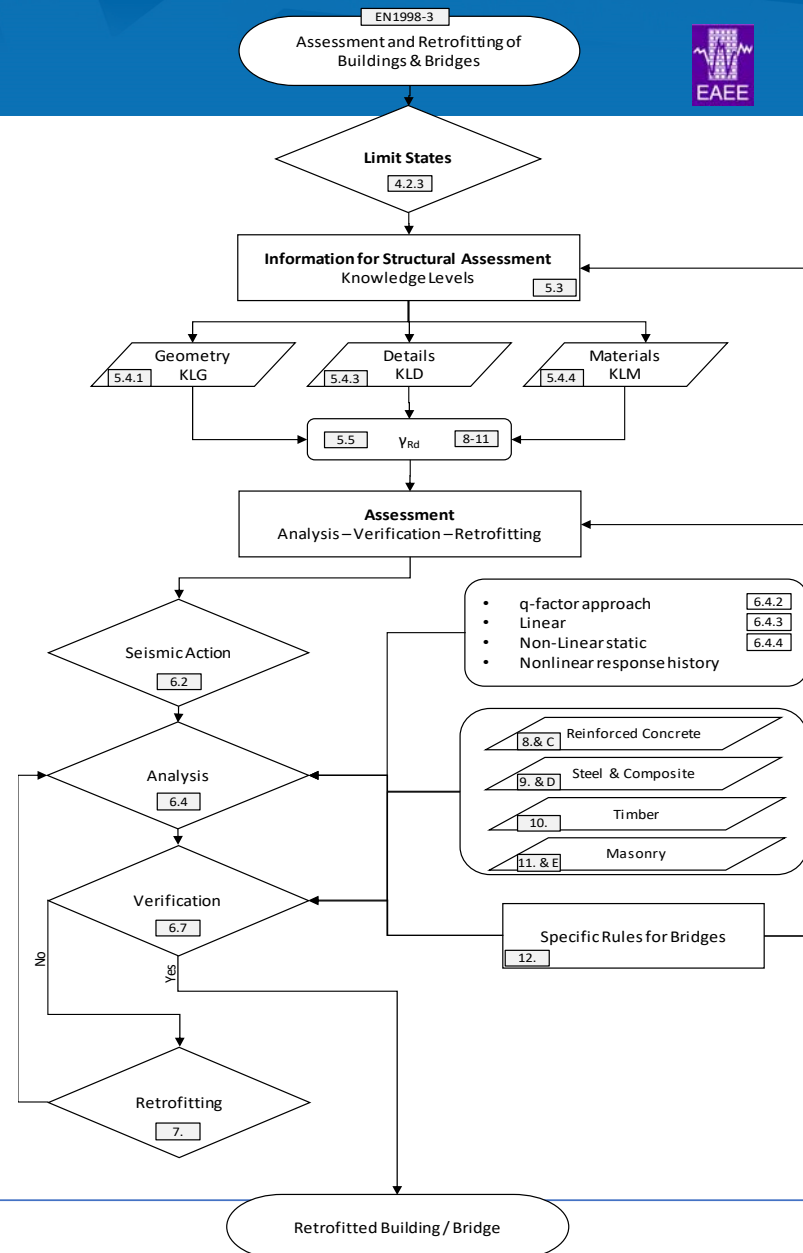 EN1998-3
Assessment and Retrofitting of
Buildings & Bridges
EAEE
Limit States
4.2.3
Information for Structural Assessment
Knowledge Levels
5.3
Geometry
KLG
5.4.1
Details
KLD
5.4.3
Materials
KLM
5.4.4
5.5
γRd
8-11
Assessment
Analysis – Verification – Retrofitting
• q-factor approach 6.4.2
• Linear 6.4.3
• Non-Linear static 6.4.4
• Nonlinear response history
Seismic Action
6.2
Reinforced Concrete
8.& C
Steel & Composite
9. & D
Timber
10.
Masonry
11. & E
Analysis
6.4
Verification
6.7
Specific Rules for Bridges
12.
No
Yes
Retrofitting
7.
Retrofitted Building / Bridge